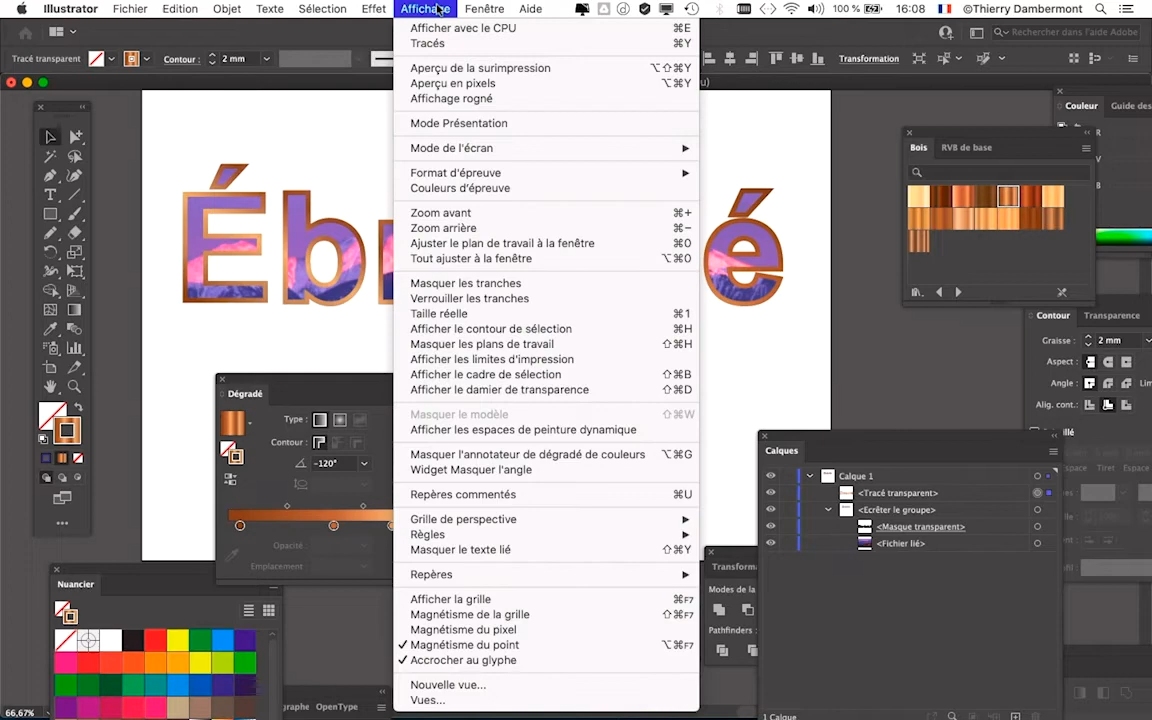 Illustrator Fichier Edition Objet Texte Sélection Effet Affichage Fenêtre Aide 100 % 16:08 ©Thierry Dambermont
Rechercher dans l'aide Adobe
Tracé transparent Contour : 2 mm Transformation
Afficher avec le CPU ⌘E
Tracés ⌘Y
Aperçu de la surimpression ⌥⇧⌘Y
Aperçu en pixels ⌥⌘Y
Affichage rogné
Mode Présentation
Mode de l'écran
Format d'épreuve
Couleurs d'épreuve
Zoom avant ⌘+
Zoom arrière ⌘−
Ajuster le plan de travail à la fenêtre ⌘0
Tout ajuster à la fenêtre ⌥⌘0
Masquer les tranches
Verrouiller les tranches
Taille réelle ⌘1
Afficher le contour de sélection ⌘H
Masquer les plans de travail ⇧⌘H
Afficher les limites d'impression
Afficher le cadre de sélection ⇧⌘B
Afficher le damier de transparence ⇧⌘D
Masquer le modèle ⇧⌘W
Afficher les espaces de peinture dynamique
Masquer l'annotateur de dégradé de couleurs ⌥⌘G
Widget Masquer l'angle
Repères commentés ⌘U
Grille de perspective
Règles
Masquer le texte lié ⇧⌘Y
Repères
Afficher la grille ⌘F7
Magnétisme de la grille ⇧⌘F7
Magnétisme du pixel
✓ Magnétisme du point ⌥⌘F7
✓ Accrocher au glyphe
Nouvelle vue...
Vues...
Éb
é
Couleur Guide des
R
V
B
Bois RVB de base
Contour Transparence
Graisse : 2 mm
Aspect :
Angle : Lim
Align. cont. :
Tiret Espace
Dégradé
Type :
Contour :
-120°
Opacité :
Emplacement :
Calques
Calque 1
<Tracé transparent>
<Ecrêter le groupe>
<Masque transparent>
<Fichier lié>
1 Calque
Transforma
Modes de la
Pathfinders :
Nuancier
graphe OpenType
66,67%